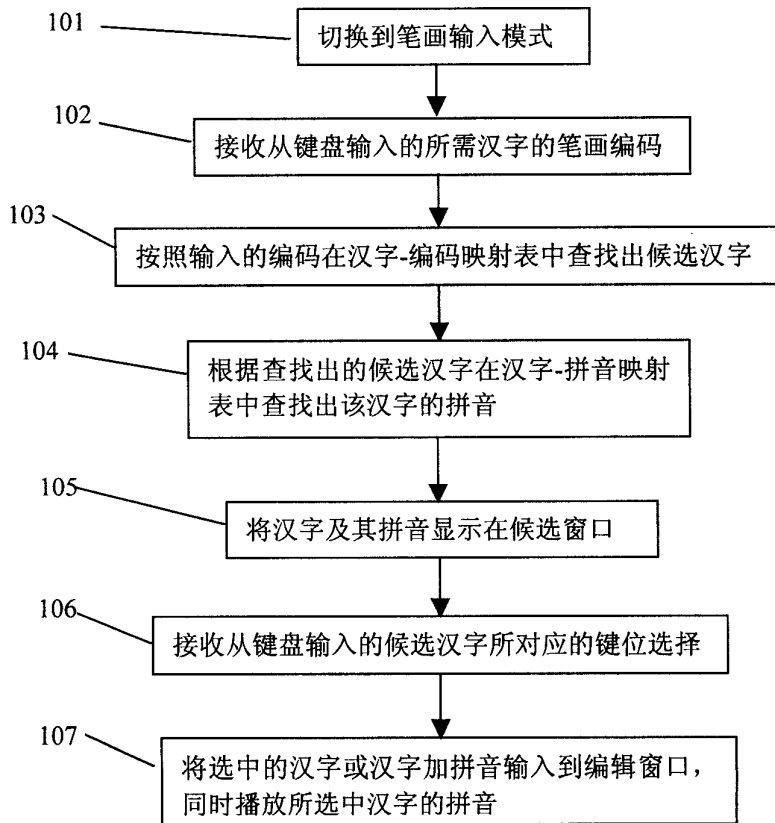 101
切换到笔画输入模式
102
接收从键盘输入的所需汉字的笔画编码
103
按照输入的编码在汉字-编码映射表中查找出候选汉字
104
根据查找出的候选汉字在汉字-拼音映射
表中查找出该汉字的拼音
105
将汉字及其拼音显示在候选窗口
106
接收从键盘输入的候选汉字所对应的键位选择
107
将选中的汉字或汉字加拼音输入到编辑窗口，
同时播放所选中汉字的拼音